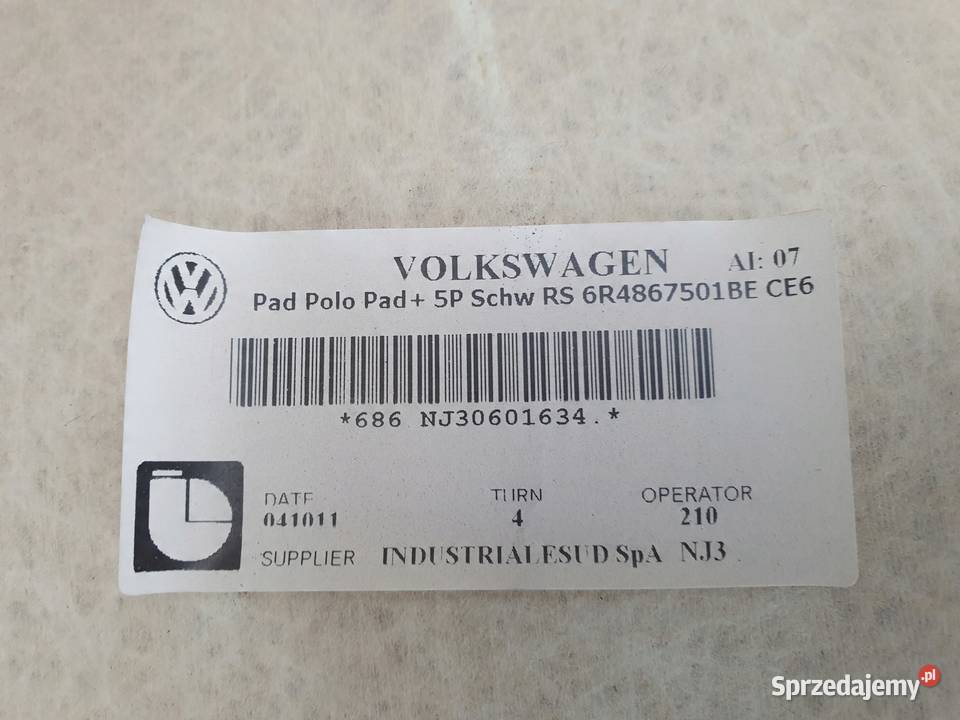 VOLKSWAGEN AI: 07
Pad Polo Pad+ 5P Schw RS 6R4867501BE CE6
*686 NJ30601634.*
DATE TURN OPERATOR
041011 4 210
SUPPLIER INDUSTRIALESUD SpA NJ3
Sprzedajemy.pl